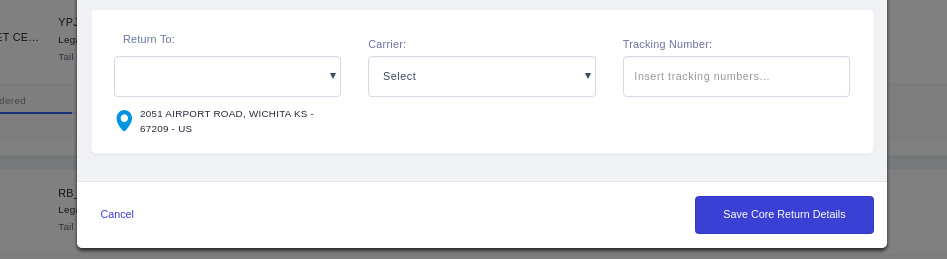 YPJ
ET CE...
Lega
Tail
dered
Return To:
Carrier:
Tracking Number:
Select
Insert tracking numbers...
2051 AIRPORT ROAD, WICHITA KS -
67209 - US
RB_
Lega
Tail
Cancel
Save Core Return Details